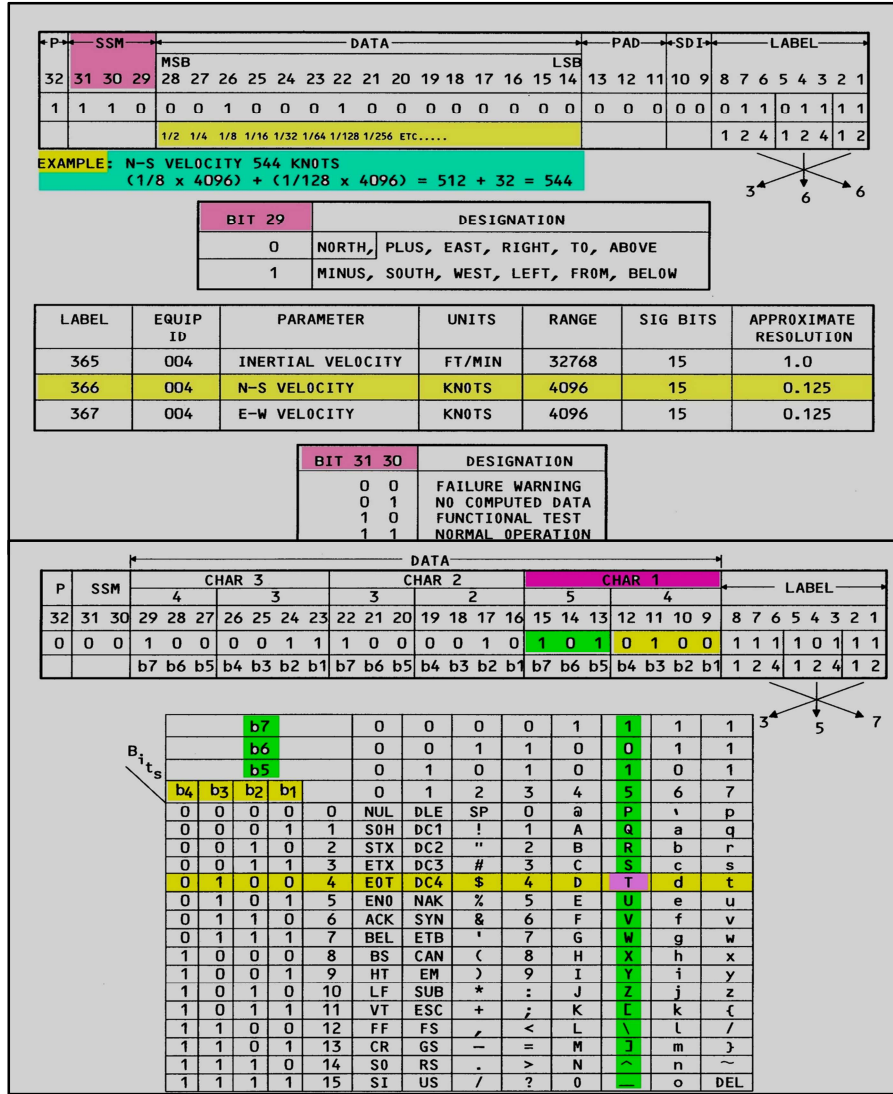 P SSM DATA PAD SDI LABEL
MSB LSB
32 31 30 29 28 27 26 25 24 23 22 21 20 19 18 17 16 15 14 13 12 11 10 9 8 7 6 5 4 3 2 1
1 1 1 0 0 0 1 0 0 0 1 0 0 0 0 0 0 0 0 0 0 0 0 0 0 1 1 0 1 1 1 1
1/2 1/4 1/8 1/16 1/32 1/64 1/128 1/256 ETC..... 1 2 4 1 2 4 1 2
EXAMPLE: N-S VELOCITY 544 KNOTS
(1/8 x 4096) + (1/128 x 4096) = 512 + 32 = 544
3 6 6
BIT 29 DESIGNATION
0 NORTH, PLUS, EAST, RIGHT, TO, ABOVE
1 MINUS, SOUTH, WEST, LEFT, FROM, BELOW
LABEL EQUIP ID PARAMETER UNITS RANGE SIG BITS APPROXIMATE RESOLUTION
365 004 INERTIAL VELOCITY FT/MIN 32768 15 1.0
366 004 N-S VELOCITY KNOTS 4096 15 0.125
367 004 E-W VELOCITY KNOTS 4096 15 0.125
BIT 31 30 DESIGNATION
0 0 FAILURE WARNING
0 1 NO COMPUTED DATA
1 0 FUNCTIONAL TEST
1 1 NORMAL OPERATION
DATA
P SSM CHAR 3 CHAR 2 CHAR 1 LABEL
4 3 3 2 5 4
32 31 30 29 28 27 26 25 24 23 22 21 20 19 18 17 16 15 14 13 12 11 10 9 8 7 6 5 4 3 2 1
0 0 0 1 0 0 0 0 1 1 1 0 0 0 0 1 0 1 0 1 0 1 0 0 1 1 1 1 0 1 1 1
b7 b6 b5 b4 b3 b2 b1 b7 b6 b5 b4 b3 b2 b1 b7 b6 b5 b4 b3 b2 b1 1 2 4 1 2 4 1 2
3 5 7
b7 0 0 0 0 1 1 1 1
b6 0 0 1 1 0 0 1 1
Bits b5 0 1 0 1 0 1 0 1
b4 b3 b2 b1 0 1 2 3 4 5 6 7
0 0 0 0 0 NUL DLE SP 0 @ P ` p
0 0 0 1 1 SOH DC1 ! 1 A Q a q
0 0 1 0 2 STX DC2 " 2 B R b r
0 0 1 1 3 ETX DC3 # 3 C S c s
0 1 0 0 4 EOT DC4 $ 4 D T d t
0 1 0 1 5 ENO NAK % 5 E U e u
0 1 1 0 6 ACK SYN & 6 F V f v
0 1 1 1 7 BEL ETB ' 7 G W g w
1 0 0 0 8 BS CAN ( 8 H X h x
1 0 0 1 9 HT EM ) 9 I Y i y
1 0 1 0 10 LF SUB * : J Z j z
1 0 1 1 11 VT ESC + ; K [ k {
1 1 0 0 12 FF FS , < L \ l /
1 1 0 1 13 CR GS — = M ] m }
1 1 1 0 14 SO RS . > N ^ n ~
1 1 1 1 15 SI US / ? 0 _ o DEL